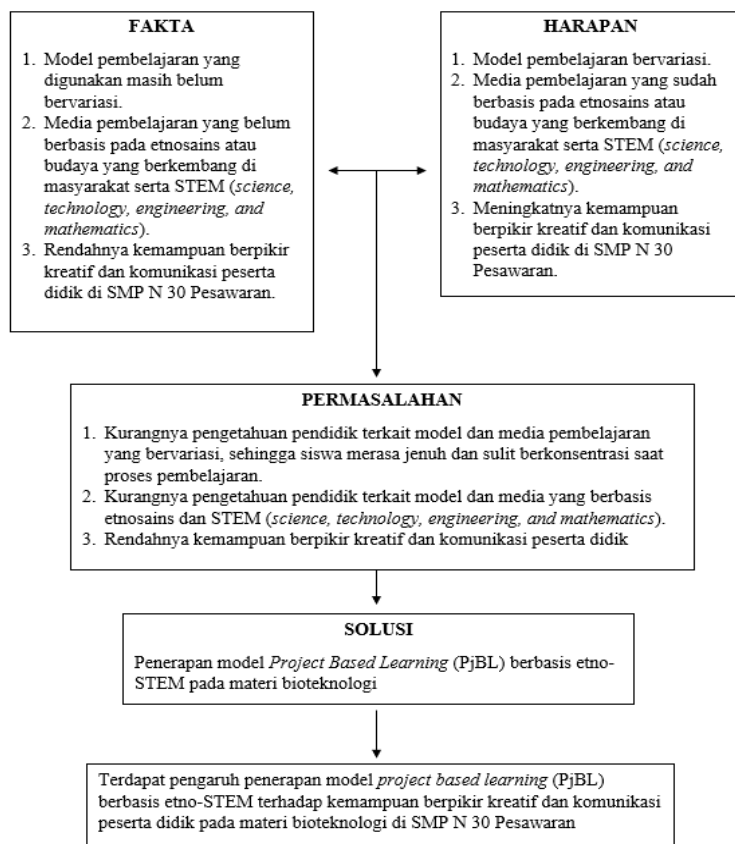 FAKTA
1. Model pembelajaran yang
digunakan masih belum
bervariasi.
2. Media pembelajaran yang belum
berbasis pada etnosains atau
budaya yang berkembang di
masyarakat serta STEM (science,
technology, engineering, and
mathematics).
3. Rendahnya kemampuan berpikir
kreatif dan komunikasi peserta
didik di SMP N 30 Pesawaran.
HARAPAN
1. Model pembelajaran bervariasi.
2. Media pembelajaran yang sudah
berbasis pada etnosains atau
budaya yang berkembang di
masyarakat serta STEM (science,
technology, engineering, and
mathematics).
3. Meningkatnya kemampuan
berpikir kreatif dan komunikasi
peserta didik di SMP N 30
Pesawaran.
PERMASALAHAN
1. Kurangnya pengetahuan pendidik terkait model dan media pembelajaran
yang bervariasi, sehingga siswa merasa jenuh dan sulit berkonsentrasi saat
proses pembelajaran.
2. Kurangnya pengetahuan pendidik terkait model dan media yang berbasis
etnosains dan STEM (science, technology, engineering, and mathematics).
3. Rendahnya kemampuan berpikir kreatif dan komunikasi peserta didik
SOLUSI
Penerapan model Project Based Learning (PjBL) berbasis etno-
STEM pada materi bioteknologi
Terdapat pengaruh penerapan model project based learning (PjBL)
berbasis etno-STEM terhadap kemampuan berpikir kreatif dan komunikasi
peserta didik pada materi bioteknologi di SMP N 30 Pesawaran